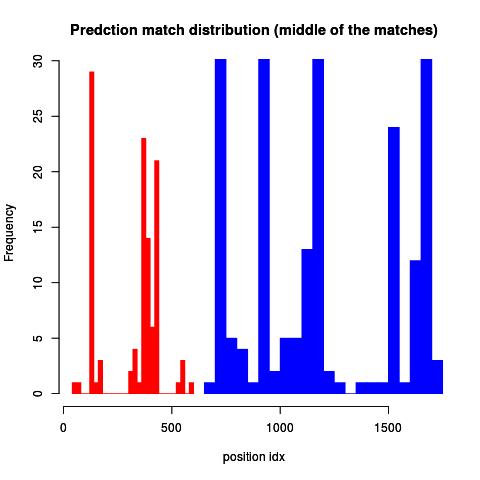 Predction match distribution (middle of the matches)
Frequency
30
25
20
15
10
5
0
0 500 1000 1500
position idx